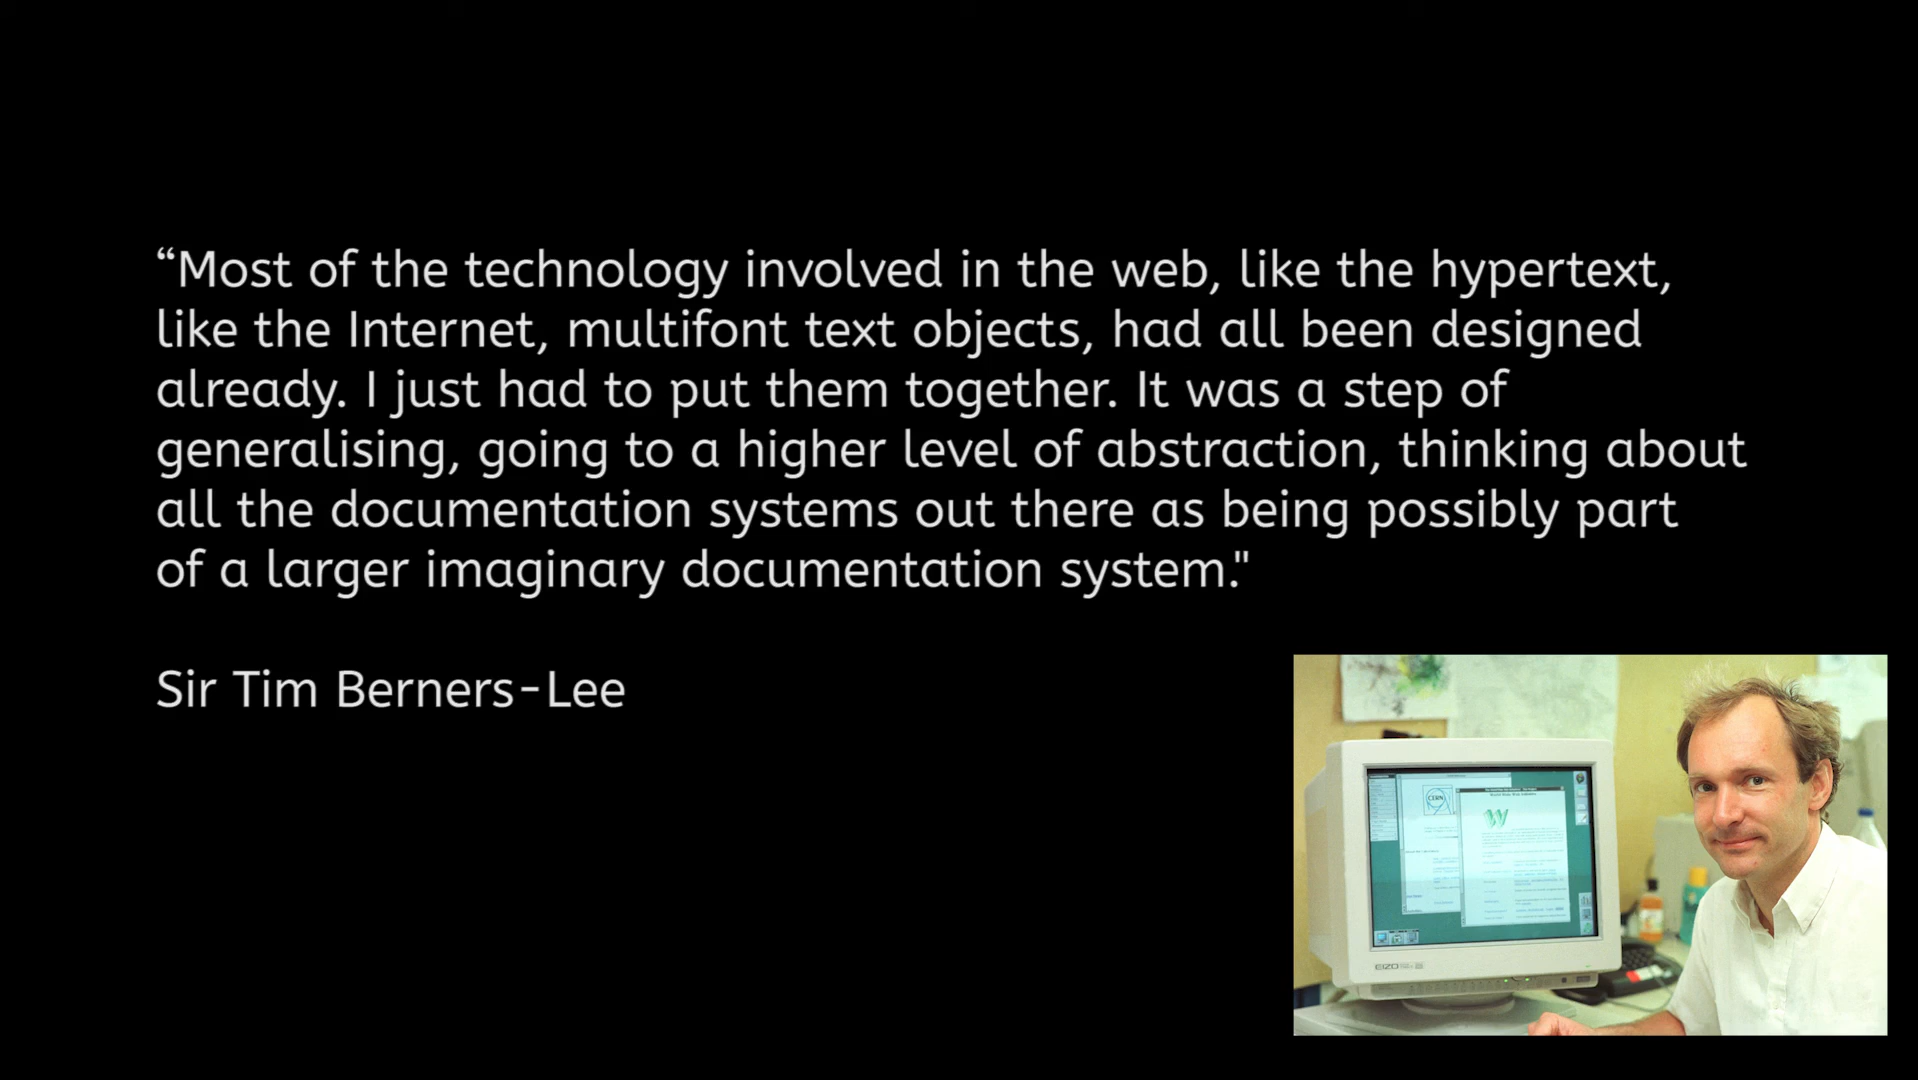 “Most of the technology involved in the web, like the hypertext,
like the Internet, multifont text objects, had all been designed
already. I just had to put them together. It was a step of
generalising, going to a higher level of abstraction, thinking about
all the documentation systems out there as being possibly part
of a larger imaginary documentation system."
Sir Tim Berners-Lee
CERN
W
EIZO